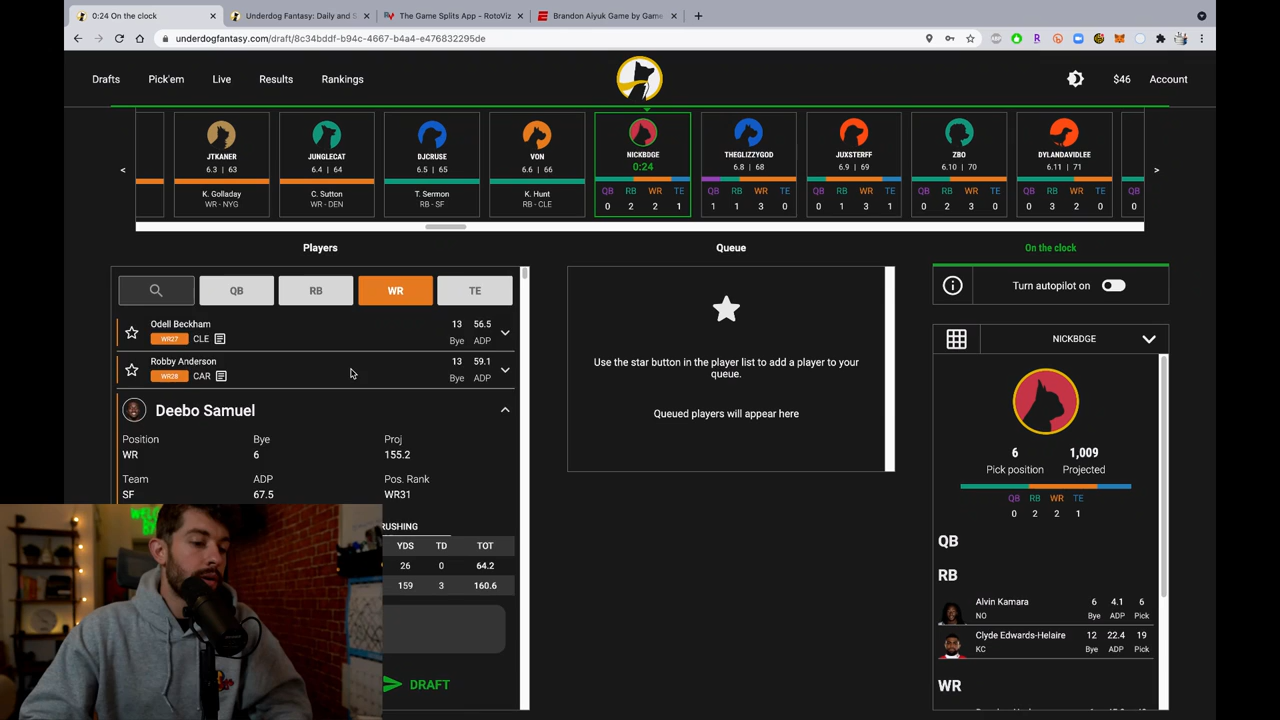 0:24 On the clock
Underdog Fantasy: Daily and S
The Game Splits App - RotoViz
Brandon Aiyuk Game by Game
underdogfantasy.com/draft/8c34bddf-b94c-4667-b4a4-e476832295de
Drafts Pick'em Live Results Rankings $46 Account
JTKANER JUNGLECAT DJCRUSE VON NICKBDGE THEGLIZZYGOD JUXSTERFF ZBO DYLANDAVIDLEE
6.3 | 63 6.4 | 64 6.5 | 65 6.6 | 66 0:24 6.8 | 68 6.9 | 69 6.10 | 70 6.11 | 71
K. Golladay C. Sutton T. Sermon K. Hunt QB RB WR TE QB RB WR TE QB RB WR TE QB RB WR TE QB RB WR TE
WR - NYG WR - DEN RB - SF RB - CLE 0 2 2 1 1 1 3 0 0 1 3 1 0 2 3 0 0 3 2 0
Players
QB RB WR TE
Odell Beckham 13 56.5
WR27 CLE Bye ADP
Robby Anderson 13 59.1
WR28 CAR Bye ADP
Deebo Samuel
Position Bye Proj
WR 6 155.2
Team ADP Pos. Rank
SF 67.5 WR31
RUSHING
YDS TD TOT
26 0 64.2
159 3 160.6
DRAFT
Queue
Use the star button in the player list to add a player to your
queue.
Queued players will appear here
On the clock
Turn autopilot on
NICKBDGE
6 1,009
Pick position Projected
QB RB WR TE
0 2 2 1
QB
RB
Alvin Kamara 6 4.1 6
NO Bye ADP Pick
Clyde Edwards-Helaire 12 22.4 19
KC Bye ADP Pick
WR